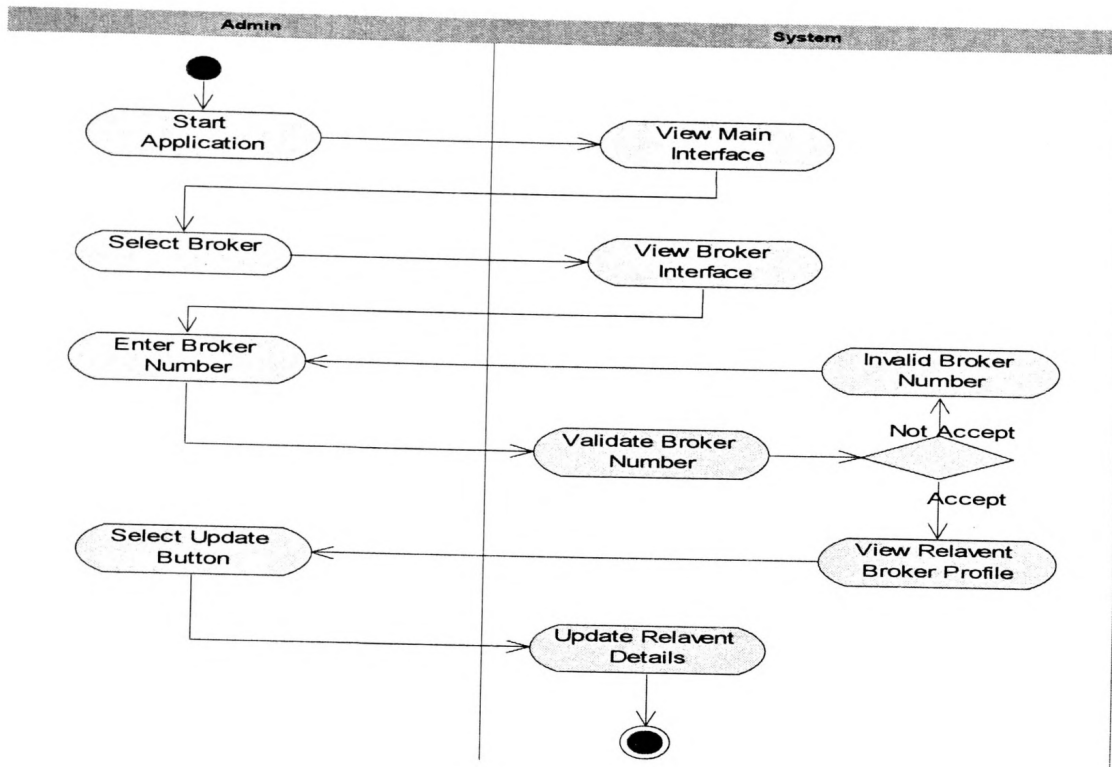 Admin
System
Start
Application
View Main
Interface
Select Broker
View Broker
Interface
Enter Broker
Number
Invalid Broker
Number
Not Accept
Validate Broker
Number
Accept
Select Update
Button
View Relavent
Broker Profile
Update Relavent
Details